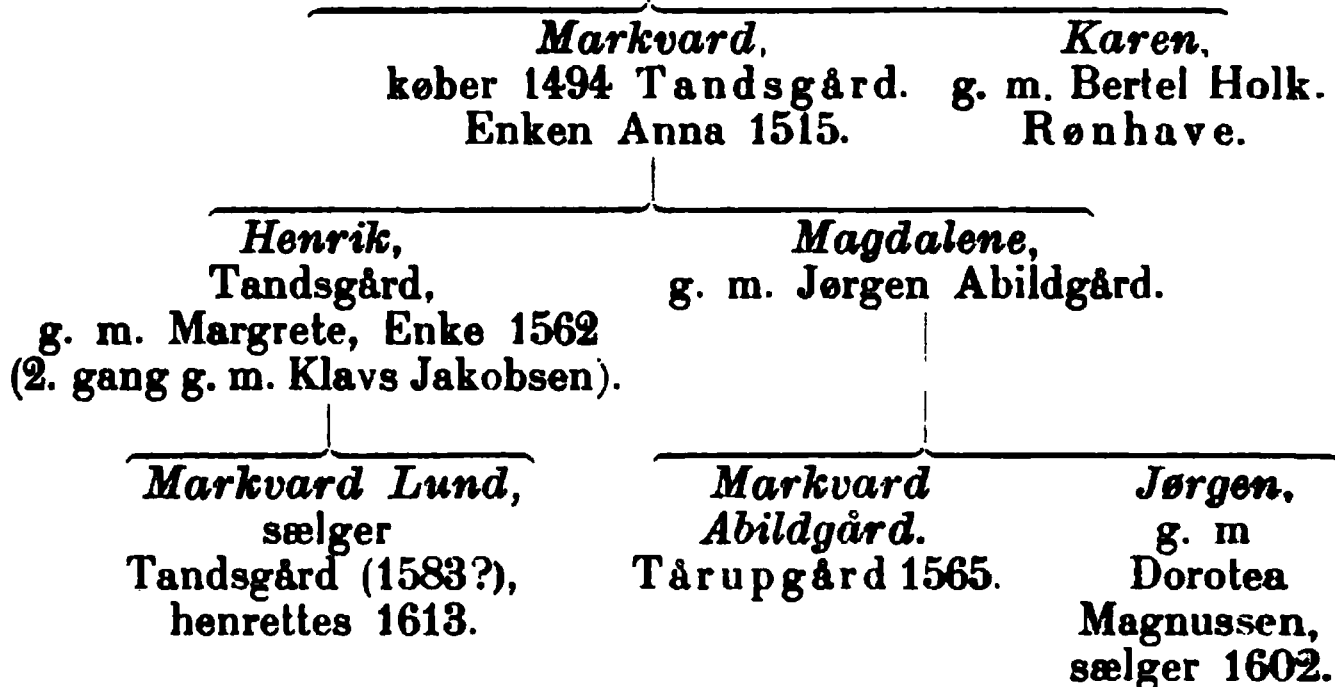 Markvard,
køber 1494 Tandsgård.
Enken Anna 1515.
Karen,
g. m. Bertel Holk.
Rønhave.
Henrik,
Tandsgård,
g. m. Margrete, Enke 1562
(2. gang g. m. Klavs Jakobsen).
Magdalene,
g. m. Jørgen Abildgård.
Markvard Lund,
sælger
Tandsgård (1583?),
henrettes 1613.
Markvard
Abildgård.
Tårupgård 1565.
Jørgen,
g. m
Dorotea
Magnussen,
sælger 1602.